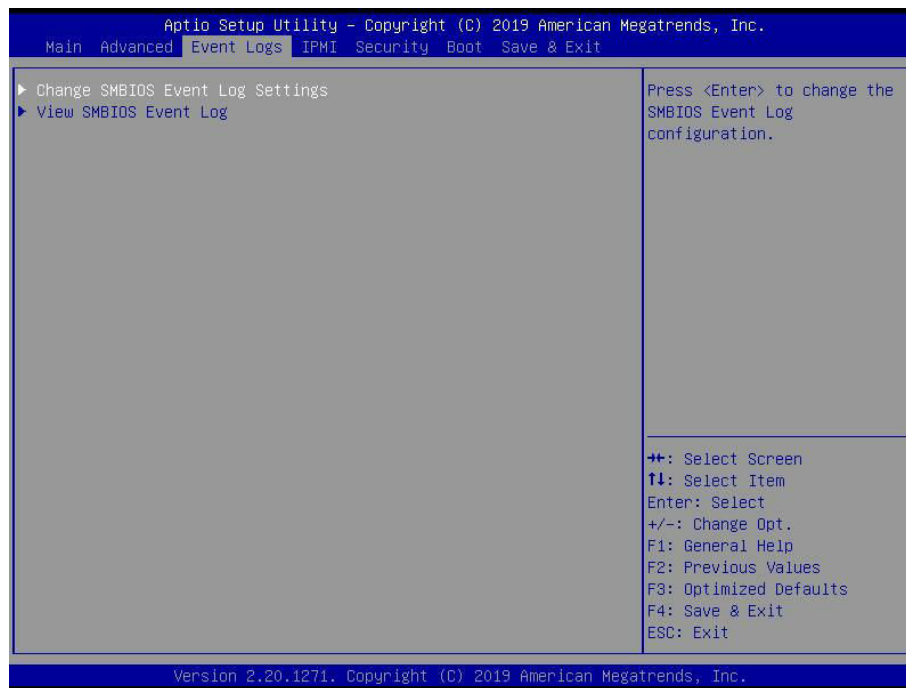 Aptio Setup Utility – Copyright (C) 2019 American Megatrends, Inc.
Main Advanced Event Logs IPMI Security Boot Save & Exit
▶ Change SMBIOS Event Log Settings
▶ View SMBIOS Event Log
Press <Enter> to change the
SMBIOS Event Log
configuration.
→←: Select Screen
↑↓: Select Item
Enter: Select
+/-: Change Opt.
F1: General Help
F2: Previous Values
F3: Optimized Defaults
F4: Save & Exit
ESC: Exit
Version 2.20.1271. Copyright (C) 2019 American Megatrends, Inc.